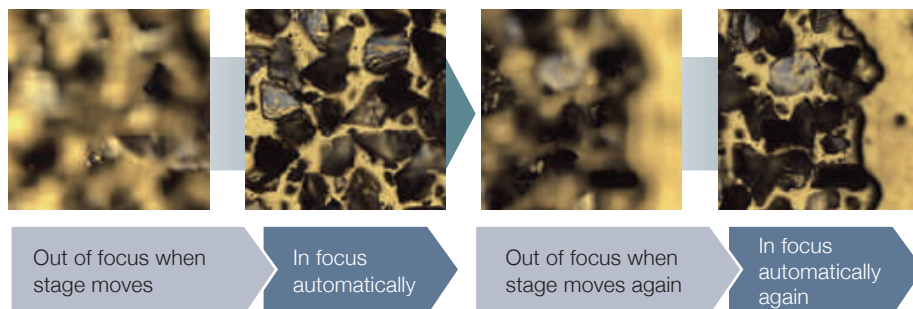 Out of focus when
stage moves
In focus
automatically
Out of focus when
stage moves again
In focus
automatically
again